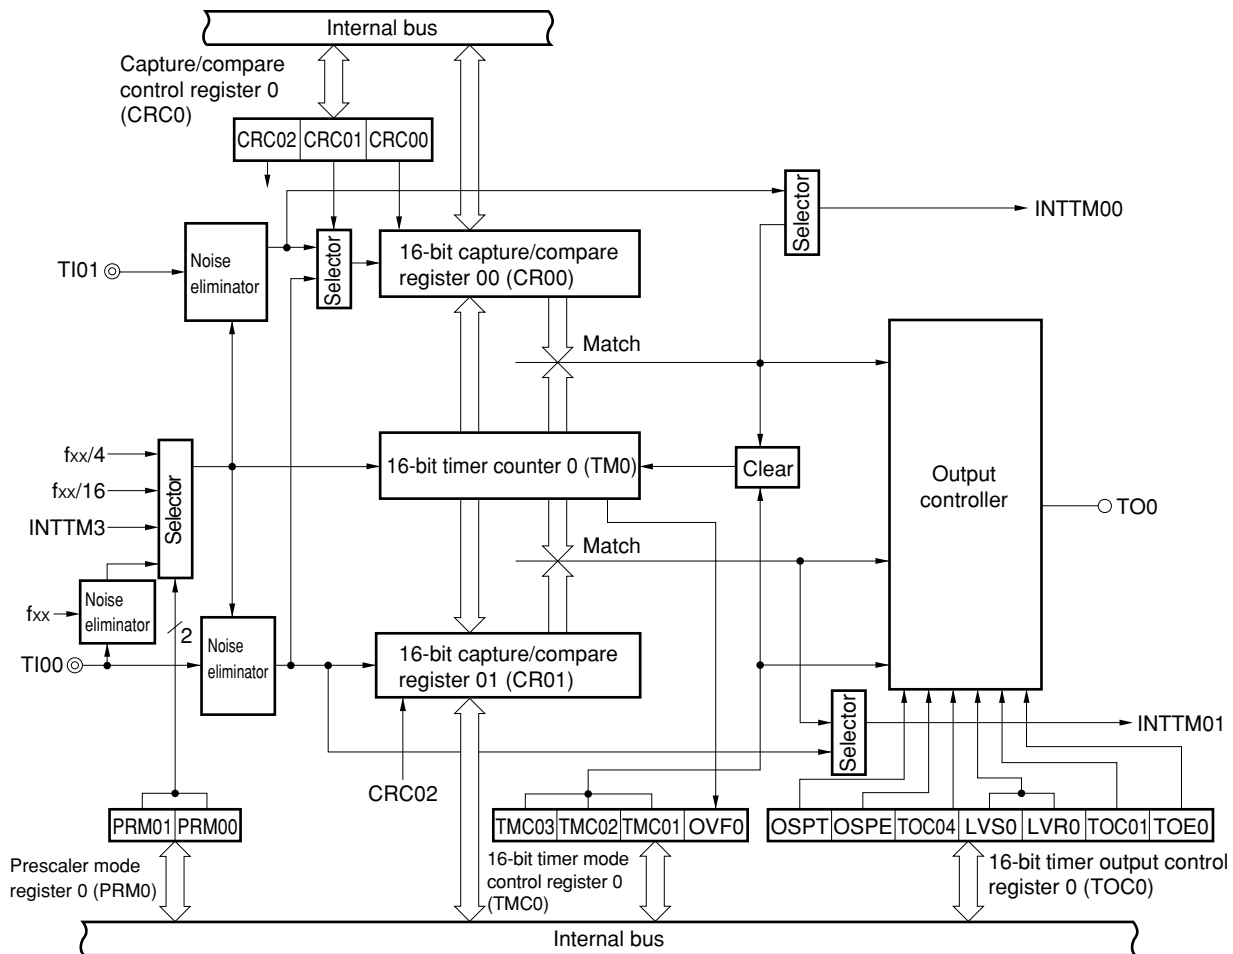 Internal bus
Capture/compare
control register 0
(CRC0)
CRC02 CRC01 CRC00
Selector
INTTM00
TI01
Noise
eliminator
Selector
16-bit capture/compare
register 00 (CR00)
Match
fxx/4
fxx/16
INTTM3
Selector
16-bit timer counter 0 (TM0)
Clear
Output
controller
TO0
Match
fxx
Noise
eliminator
2
TI00
Noise
eliminator
16-bit capture/compare
register 01 (CR01)
Selector
INTTM01
CRC02
PRM01 PRM00
TMC03 TMC02 TMC01 OVF0
OSPT OSPE TOC04 LVS0 LVR0 TOC01 TOE0
Prescaler mode
register 0 (PRM0)
16-bit timer mode
control register 0
(TMC0)
16-bit timer output control
register 0 (TOC0)
Internal bus